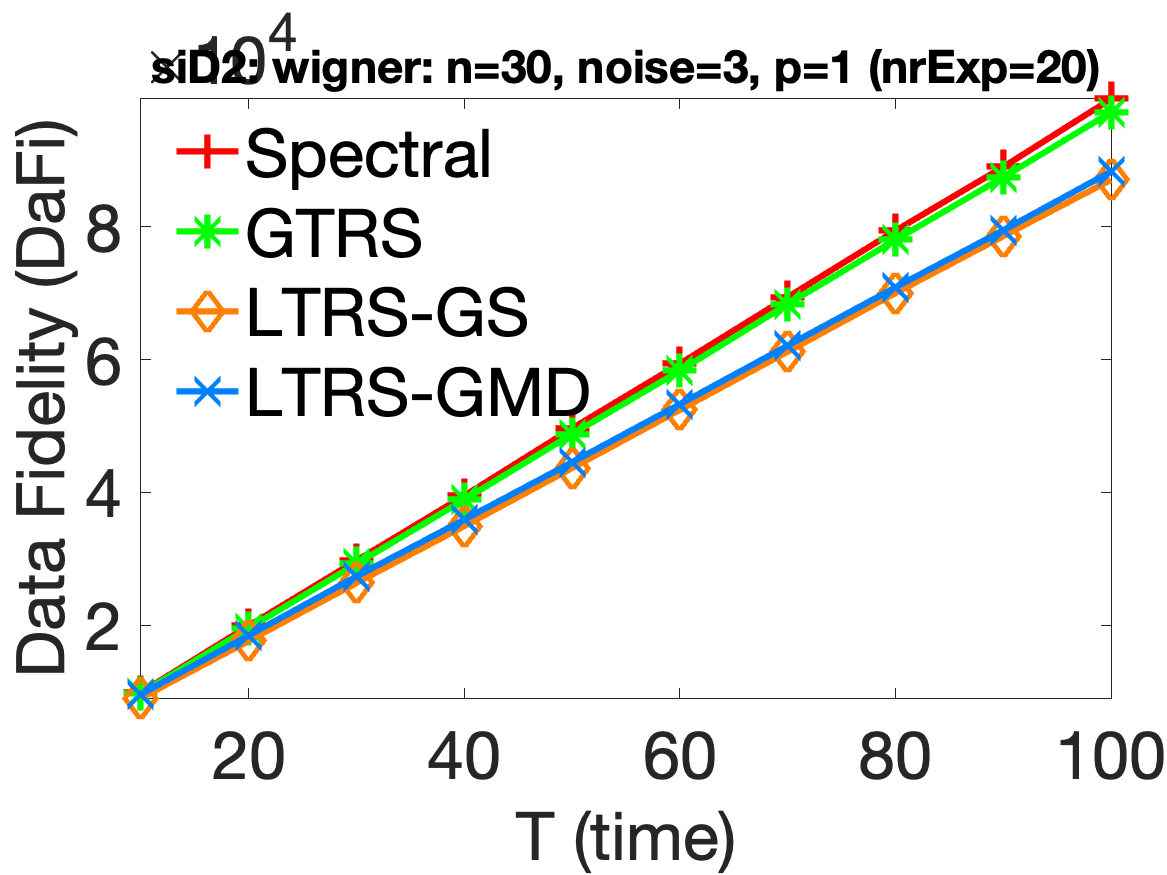 × 10^4
siD2: wigner: n=30, noise=3, p=1 (nrExp=20)
Spectral
GTRS
LTRS-GS
LTRS-GMD
Data Fidelity (DaFi)
8
6
4
2
20 40 60 80 100
T (time)